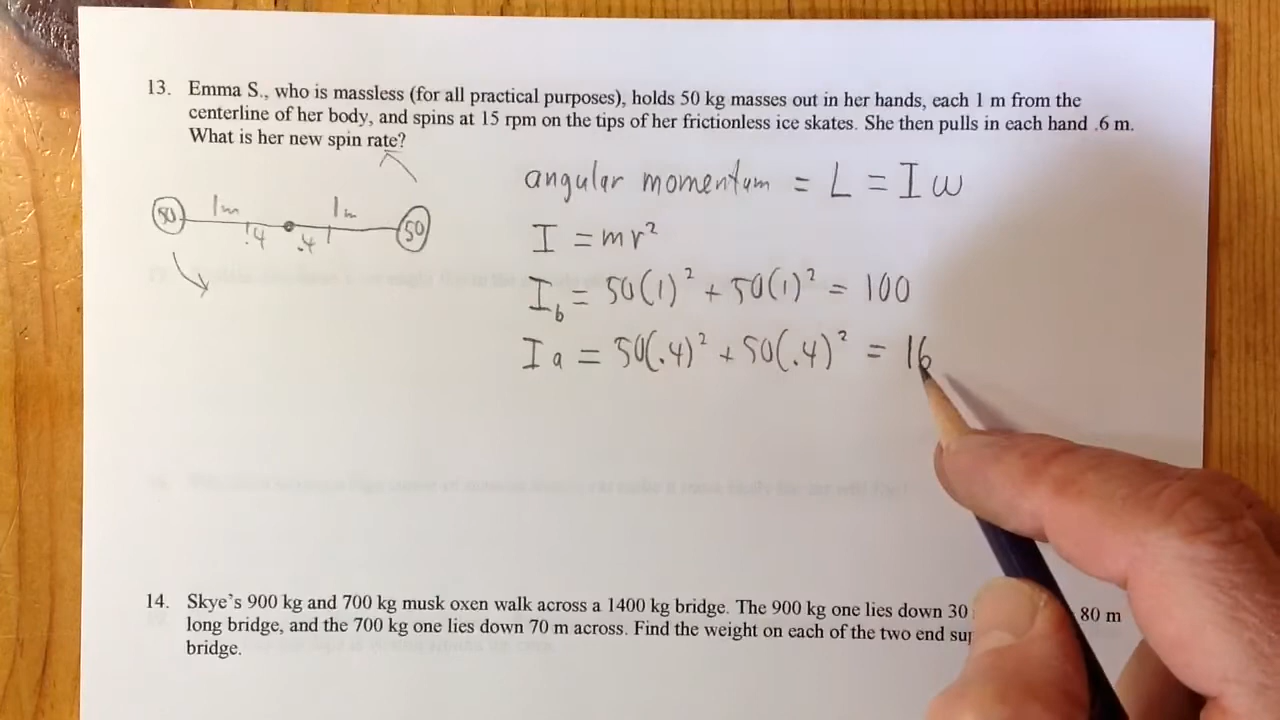 13. Emma S., who is massless (for all practical purposes), holds 50 kg masses out in her hands, each 1 m from the
centerline of her body, and spins at 15 rpm on the tips of her frictionless ice skates. She then pulls in each hand .6 m.
What is her new spin rate?
angular momentum = L = I ω
1m 1m
50 .4 .4 50
I = mr²
I_b = 50(1)² + 50(1)² = 100
I a = 50(.4)² + 50(.4)² = 16
14. Skye's 900 kg and 700 kg musk oxen walk across a 1400 kg bridge. The 900 kg one lies down 30 80 m
long bridge, and the 700 kg one lies down 70 m across. Find the weight on each of the two end
bridge.